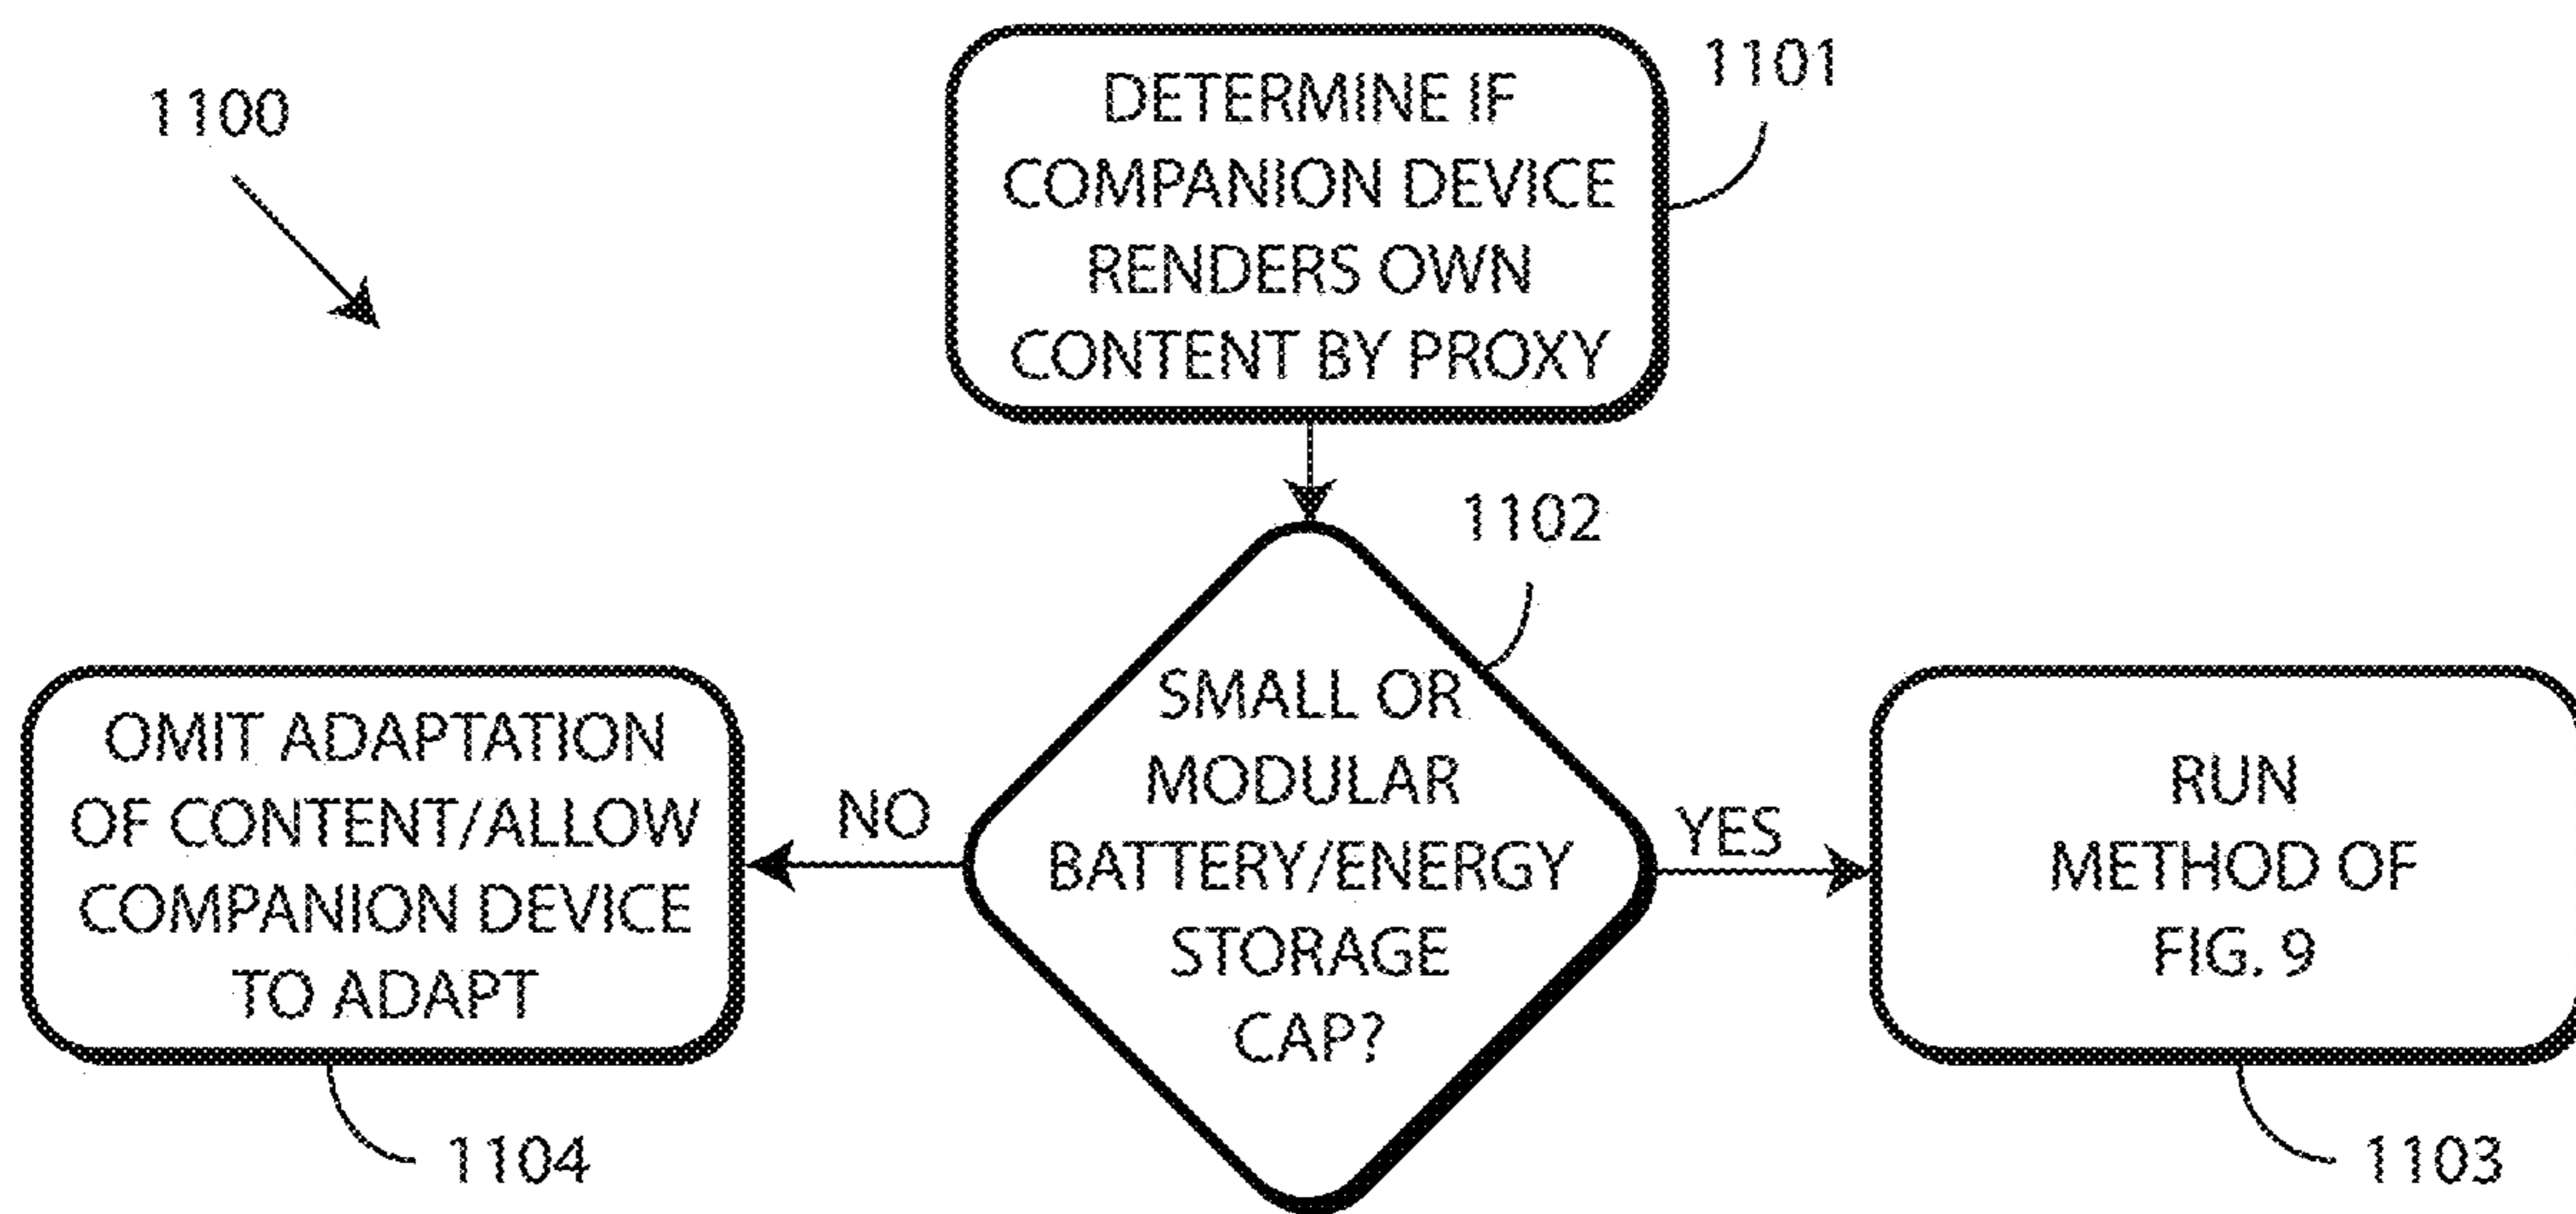 1100
DETERMINE IF
COMPANION DEVICE
RENDERS OWN
CONTENT BY PROXY
1101
1102
SMALL OR
MODULAR
BATTERY/ENERGY
STORAGE
CAP?
NO
YES
OMIT ADAPTATION
OF CONTENT/ALLOW
COMPANION DEVICE
TO ADAPT
1104
RUN
METHOD OF
FIG. 9
1103